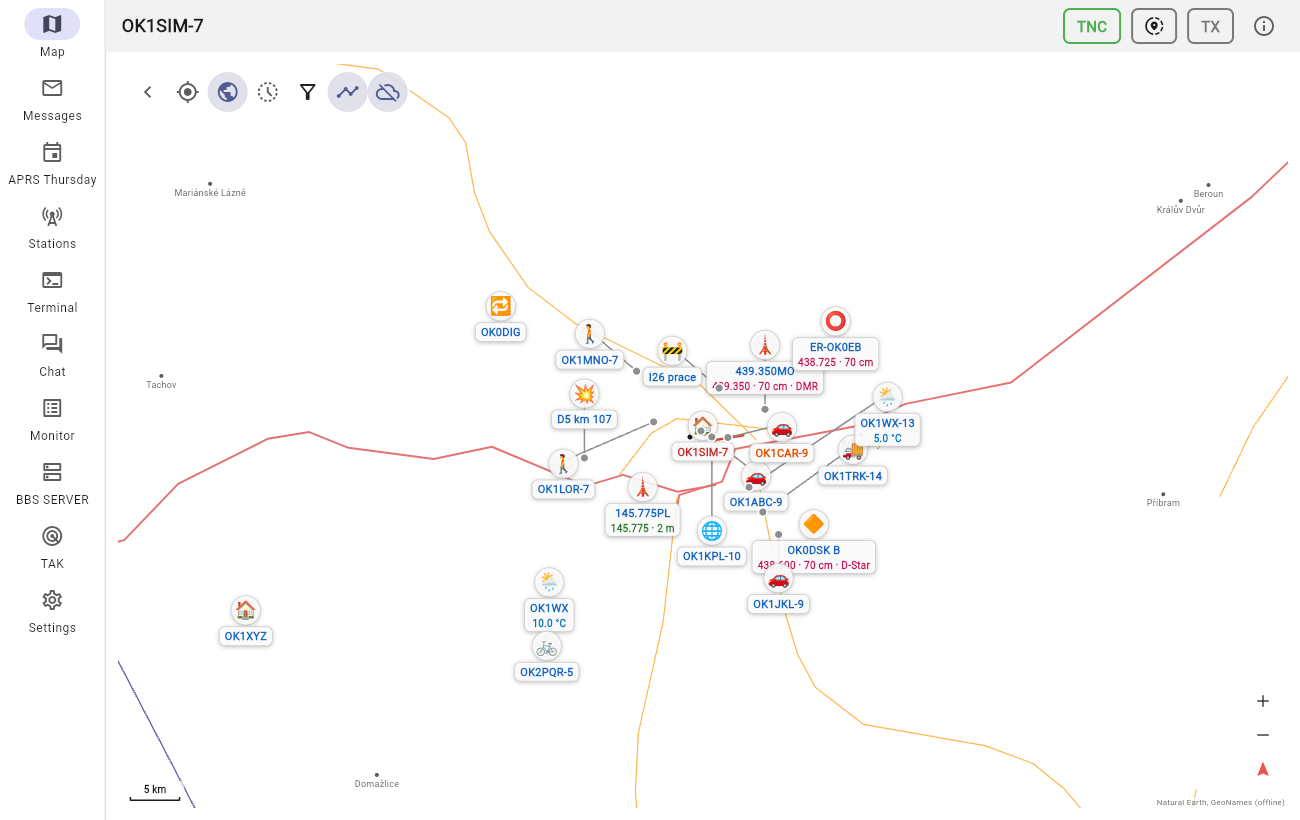 OK1SIM-7
TNC
TX
Map
Messages
APRS Thursday
Stations
Terminal
Chat
Monitor
BBS SERVER
TAK
Settings
Mariánské Lázně
Beroun
Králův Dvůr
OK0DIG
OK1MNO-7
I26 prace
439.350MO
439.350 · 70 cm · DMR
ER-OK0EB
438.725 · 70 cm
Tachov
D5 km 107
OK1WX-13
5.0 °C
OK1SIM-7
OK1CAR-9
OK1TRK-14
OK1LOR-7
OK1ABC-9
Příbram
145.775PL
145.775 · 2 m
OK1KPL-10
OK0DSK B
438.600 · 70 cm · D-Star
OK1JKL-9
OK1WX
10.0 °C
OK1XYZ
OK2PQR-5
Domažlice
5 km
Natural Earth, GeoNames (offline)